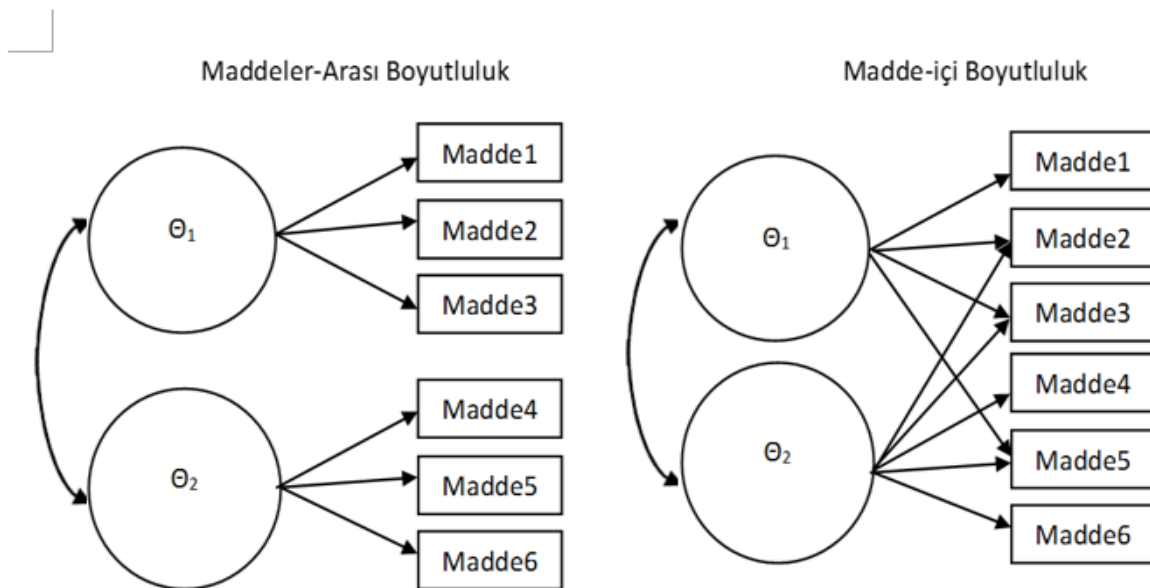 Maddeler-Arası Boyutluluk
Θ₁
Madde1
Madde2
Madde3
Θ₂
Madde4
Madde5
Madde6
Madde-içi Boyutluluk
Θ₁
Madde1
Madde2
Madde3
Θ₂
Madde4
Madde5
Madde6